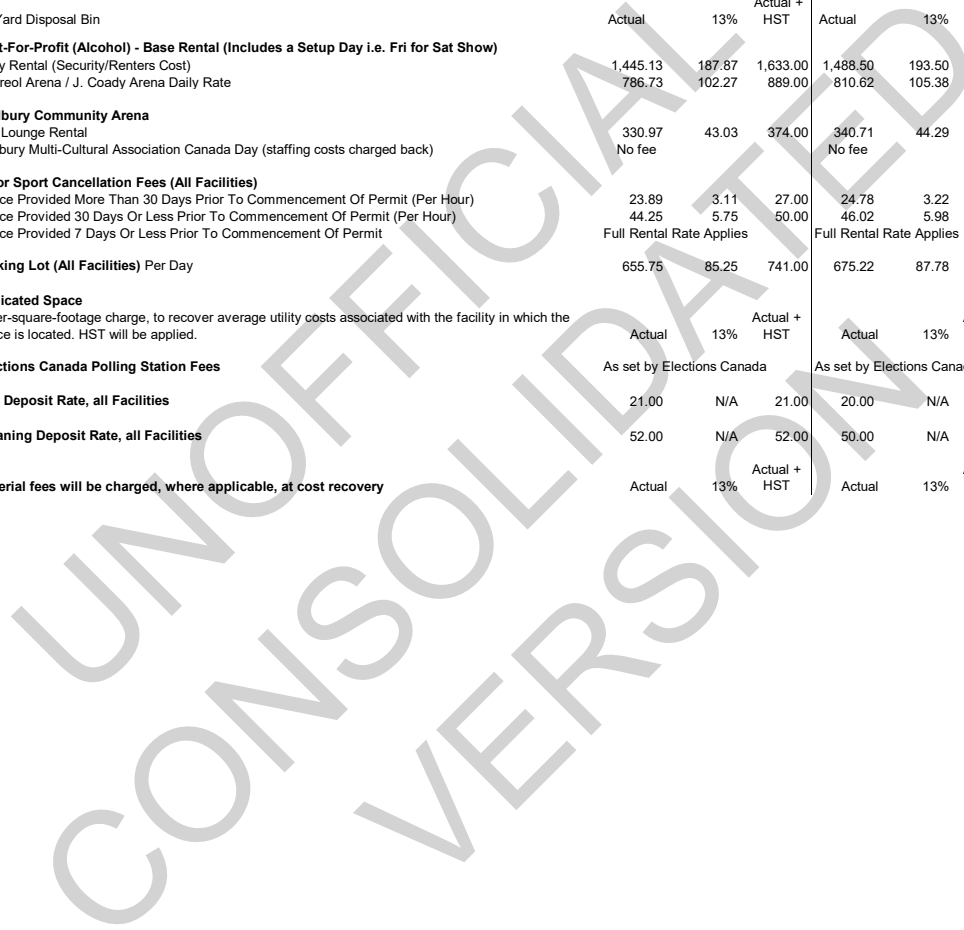 Actual +
Yard Disposal Bin Actual 13% HST Actual 13%
t-For-Profit (Alcohol) - Base Rental (Includes a Setup Day i.e. Fri for Sat Show)
y Rental (Security/Renters Cost) 1,445.13 187.87 1,633.00 1,488.50 193.50
reol Arena / J. Coady Arena Daily Rate 786.73 102.27 889.00 810.62 105.38
lbury Community Arena
Lounge Rental 330.97 43.03 374.00 340.71 44.29
bury Multi-Cultural Association Canada Day (staffing costs charged back) No fee No fee
or Sport Cancellation Fees (All Facilities)
ce Provided More Than 30 Days Prior To Commencement Of Permit (Per Hour) 23.89 3.11 27.00 24.78 3.22
ce Provided 30 Days Or Less Prior To Commencement Of Permit (Per Hour) 44.25 5.75 50.00 46.02 5.98
ce Provided 7 Days Or Less Prior To Commencement Of Permit Full Rental Rate Applies Full Rental Rate Applies
king Lot (All Facilities) Per Day 655.75 85.25 741.00 675.22 87.78
icated Space
er-square-footage charge, to recover average utility costs associated with the facility in which the Actual +
ce is located. HST will be applied. Actual 13% HST Actual 13%
ctions Canada Polling Station Fees As set by Elections Canada As set by Elections Cana
Deposit Rate, all Facilities 21.00 N/A 21.00 20.00 N/A
aning Deposit Rate, all Facilities 52.00 N/A 52.00 50.00 N/A
Actual +
erial fees will be charged, where applicable, at cost recovery Actual 13% HST Actual 13%
UNOFFICIAL
CONSOLIDATED
VERSION